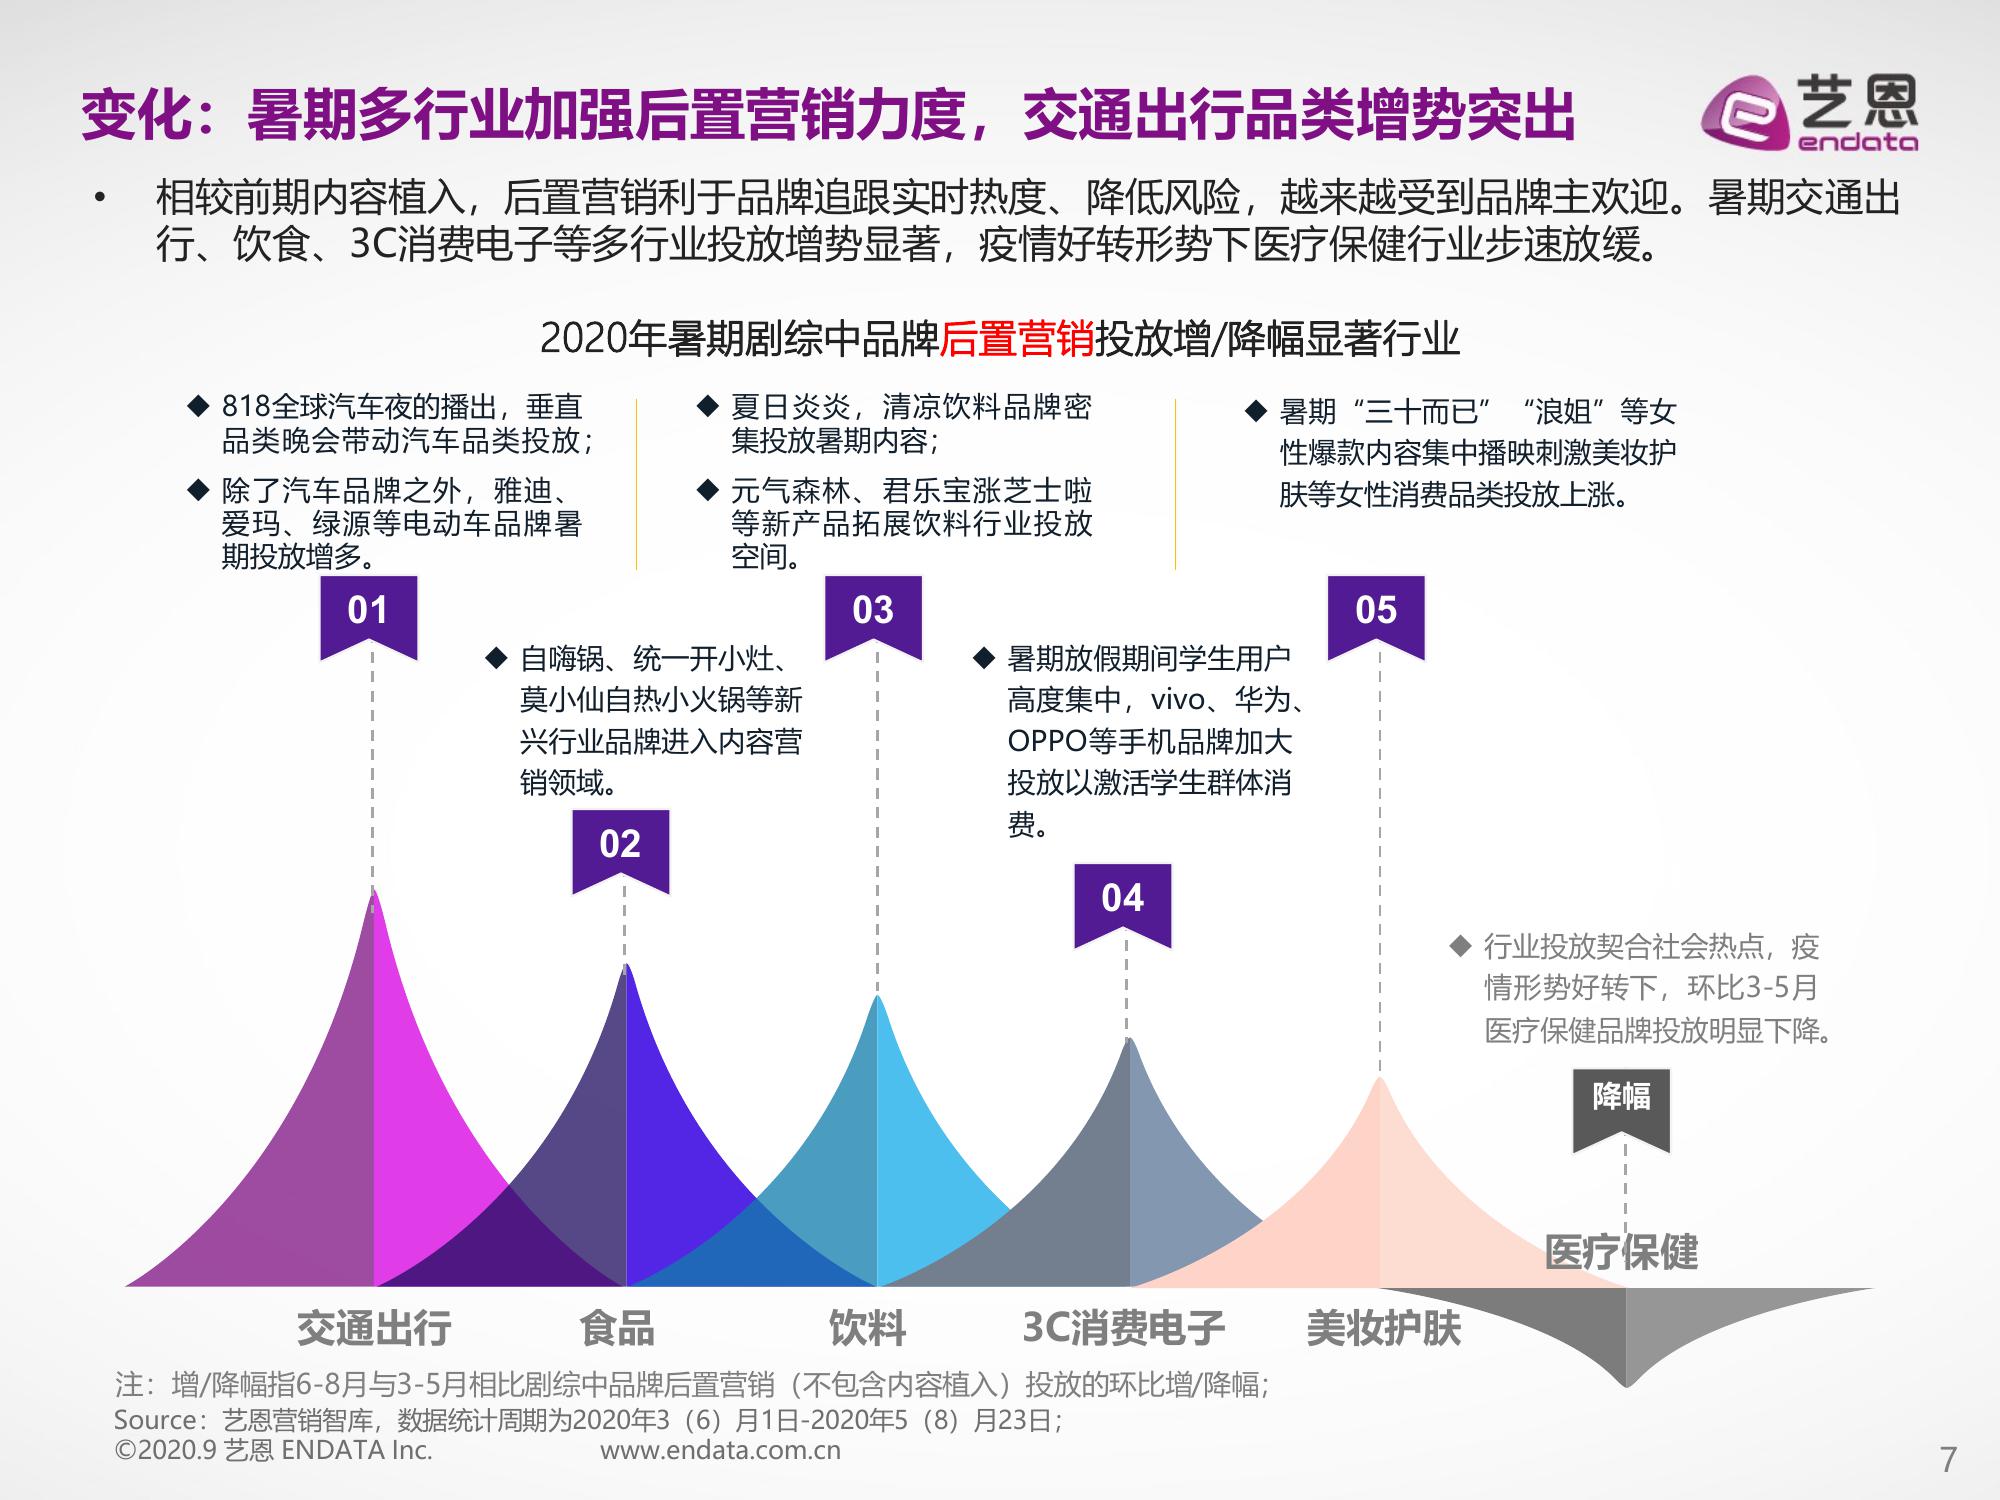 变化：暑期多行业加强后置营销力度，交通出行品类增势突出
艺恩
endata
• 相较前期内容植入，后置营销利于品牌追跟实时热度、降低风险，越来越受到品牌主欢迎。暑期交通出
行、饮食、3C消费电子等多行业投放增势显著，疫情好转形势下医疗保健行业步速放缓。
2020年暑期剧综中品牌后置营销投放增/降幅显著行业
◆ 818全球汽车夜的播出，垂直
品类晚会带动汽车品类投放；
◆ 除了汽车品牌之外，雅迪、
爱玛、绿源等电动车品牌暑
期投放增多。
01
◆ 自嗨锅、统一开小灶、
莫小仙自热小火锅等新
兴行业品牌进入内容营
销领域。
02
◆ 夏日炎炎，清凉饮料品牌密
集投放暑期内容；
◆ 元气森林、君乐宝涨芝士啦
等新产品拓展饮料行业投放
空间。
03
◆ 暑期放假期间学生用户
高度集中，vivo、华为、
OPPO等手机品牌加大
投放以激活学生群体消
费。
04
◆ 暑期“三十而已”“浪姐”等女
性爆款内容集中播映刺激美妆护
肤等女性消费品类投放上涨。
05
◆ 行业投放契合社会热点，疫
情形势好转下，环比3-5月
医疗保健品牌投放明显下降。
降幅
医疗保健
交通出行
食品
饮料
3C消费电子
美妆护肤
注：增/降幅指6-8月与3-5月相比剧综中品牌后置营销（不包含内容植入）投放的环比增/降幅；
Source：艺恩营销智库，数据统计周期为2020年3（6）月1日-2020年5（8）月23日；
©2020.9 艺恩 ENDATA Inc. www.endata.com.cn
7